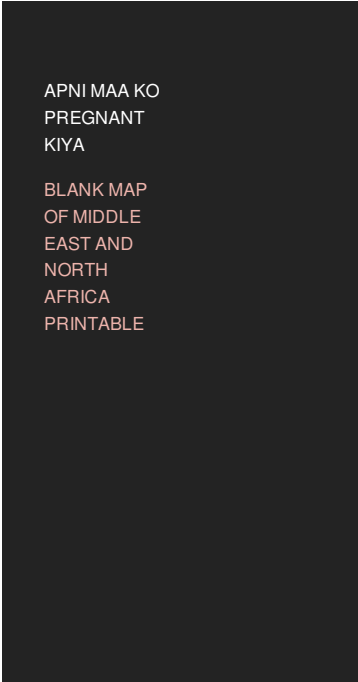 APNI MAA KO
PREGNANT
KIYA
BLANK MAP
OF MIDDLE
EAST AND
NORTH
AFRICA
PRINTABLE